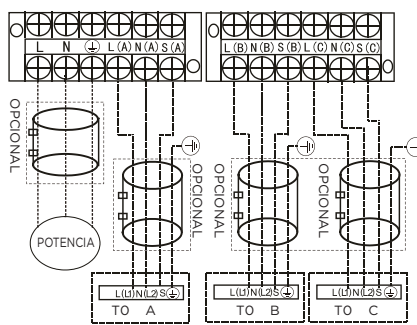 L N L(A) N(A) S(A)
L(B) N(B) S(B) L(C) N(C) S(C)
OPCIONAL
OPCIONAL
OPCIONAL
OPCIONAL
POTENCIA
L(L1)N(L2)S
TO A
L(L1)N(L2)S
TO B
L(L1)N(L2)S
TO C